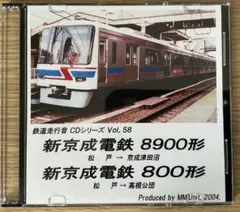 鉄道走行音 CDシリーズ Vol. 58
新京成電鉄 8900形
松 戸 → 京成津田沼
新京成電鉄 800形
松 戸 → 高根公団
Produced by MMUnit, 2004.